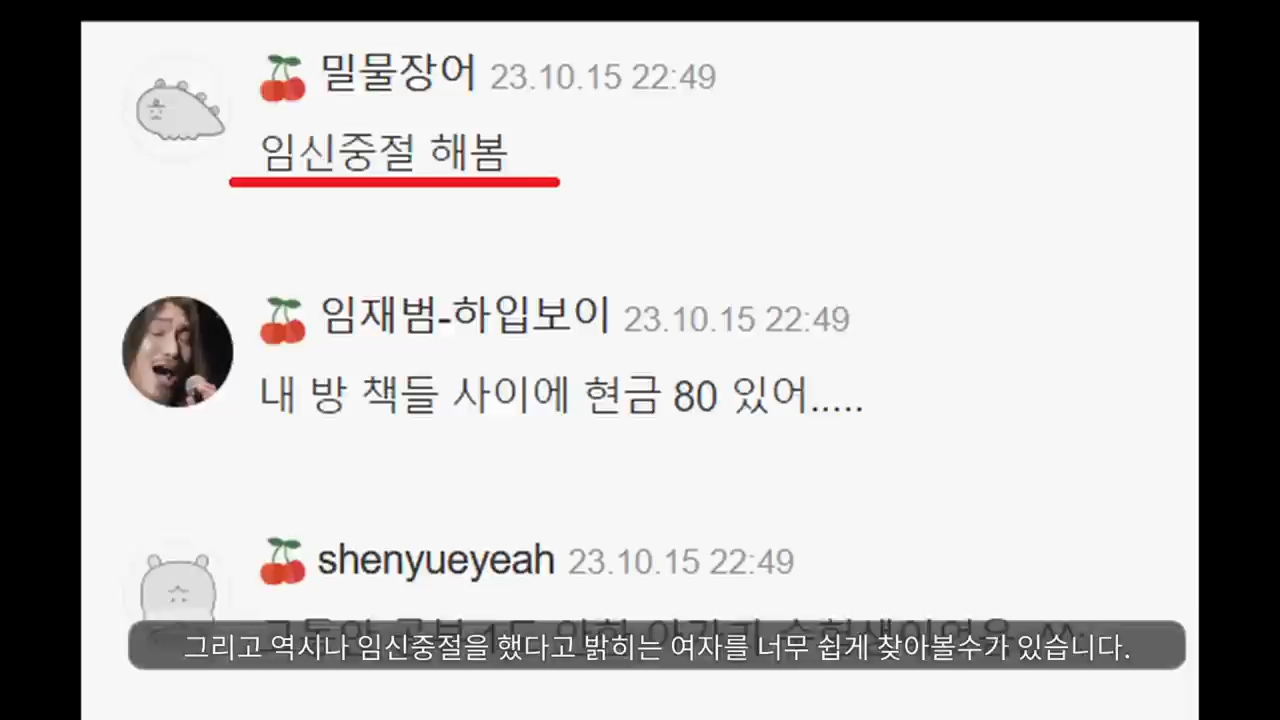 밀물장어 23.10.15 22:49
임신중절 해봄
임재범-하입보이 23.10.15 22:49
내 방 책들 사이에 현금 80 있어.....
shenyueyeah 23.10.15 22:49
그리고 역시나 임신중절을 했다고 밝히는 여자를 너무 쉽게 찾아볼수가 있습니다.